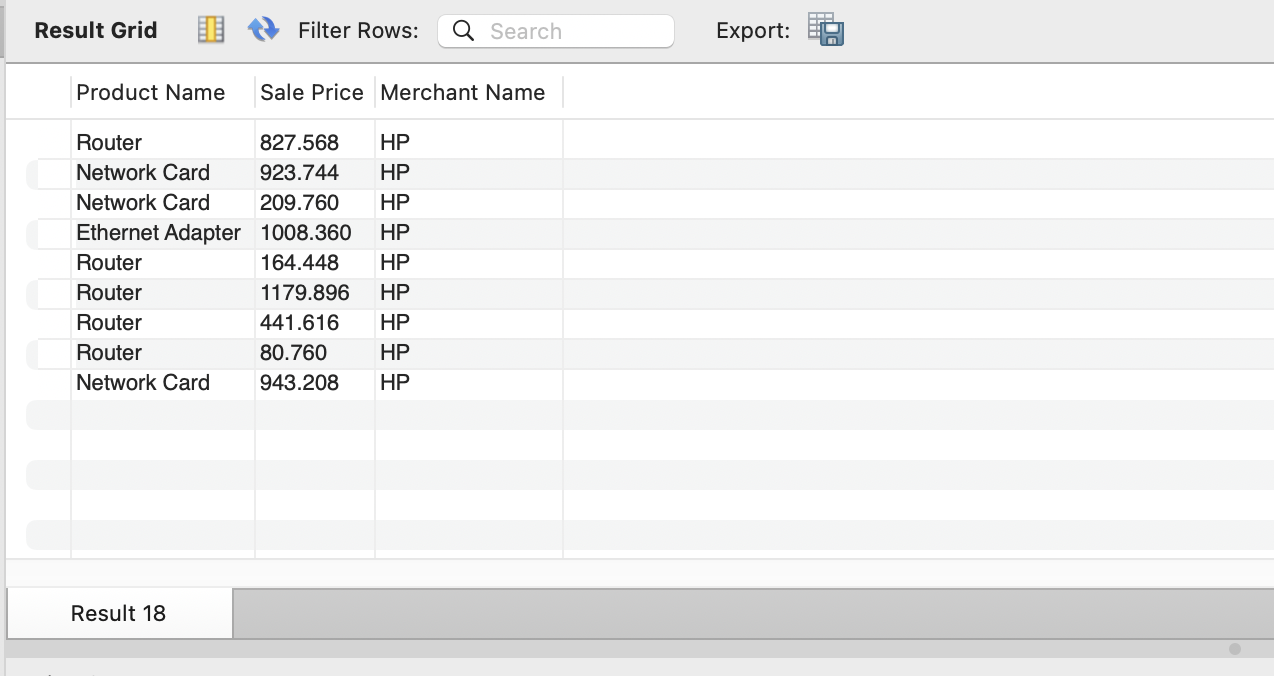 Result Grid Filter Rows: Search Export:
Product Name Sale Price Merchant Name
Router 827.568 HP
Network Card 923.744 HP
Network Card 209.760 HP
Ethernet Adapter 1008.360 HP
Router 164.448 HP
Router 1179.896 HP
Router 441.616 HP
Router 80.760 HP
Network Card 943.208 HP
Result 18